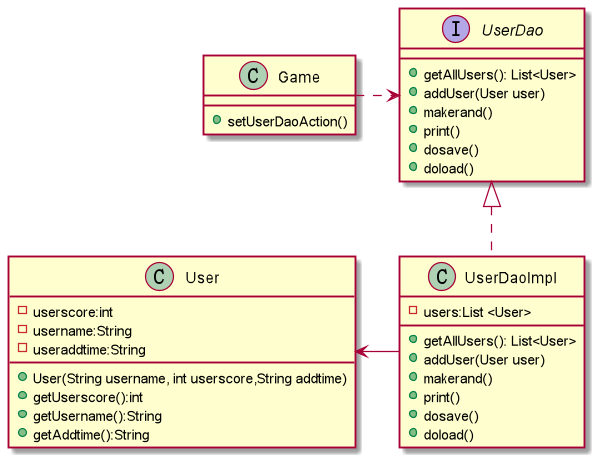 I UserDao
getAllUsers(): List<User>
addUser(User user)
makerand()
print()
dosave()
doload()
C Game
setUserDaoAction()
C User
userscore:int
username:String
useraddtime:String
User(String username, int userscore,String addtime)
getUserscore():int
getUsername():String
getAddtime():String
C UserDaoImpl
users:List <User>
getAllUsers(): List<User>
addUser(User user)
makerand()
print()
dosave()
doload()